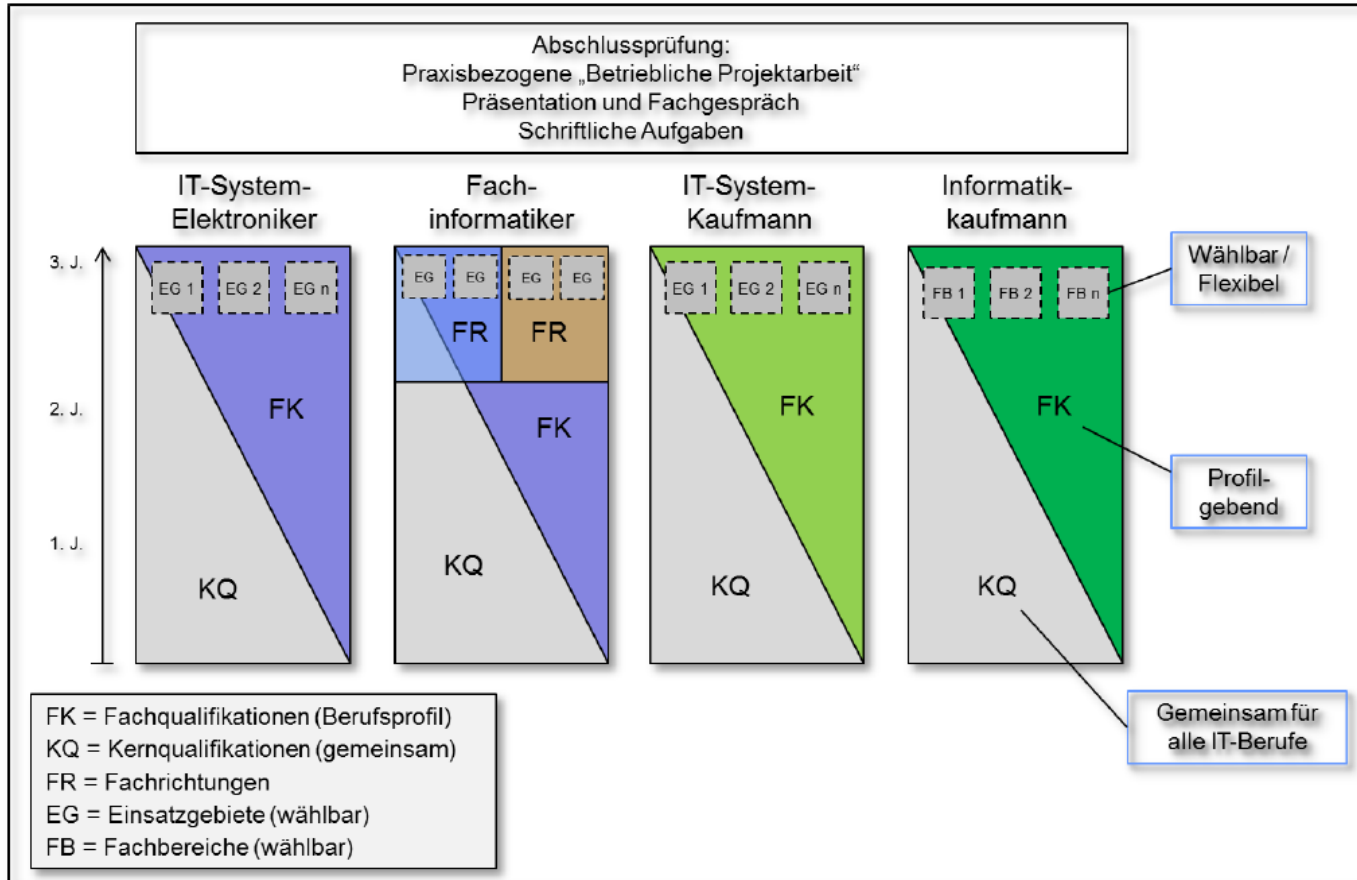 Abschlussprüfung:
Praxisbezogene „Betriebliche Projektarbeit“
Präsentation und Fachgespräch
Schriftliche Aufgaben
IT-System-
Elektroniker
Fach-
informatiker
IT-System-
Kaufmann
Informatik-
kaufmann
3. J.
2. J.
1. J.
EG 1
EG 2
EG n
FK
KQ
EG
EG
EG
EG
FR
FR
FK
KQ
EG 1
EG 2
EG n
FK
KQ
FB 1
FB 2
FB n
FK
KQ
Wählbar /
Flexibel
Profil-
gebend
Gemeinsam für
alle IT-Berufe
FK = Fachqualifikationen (Berufsprofil)
KQ = Kernqualifikationen (gemeinsam)
FR = Fachrichtungen
EG = Einsatzgebiete (wählbar)
FB = Fachbereiche (wählbar)